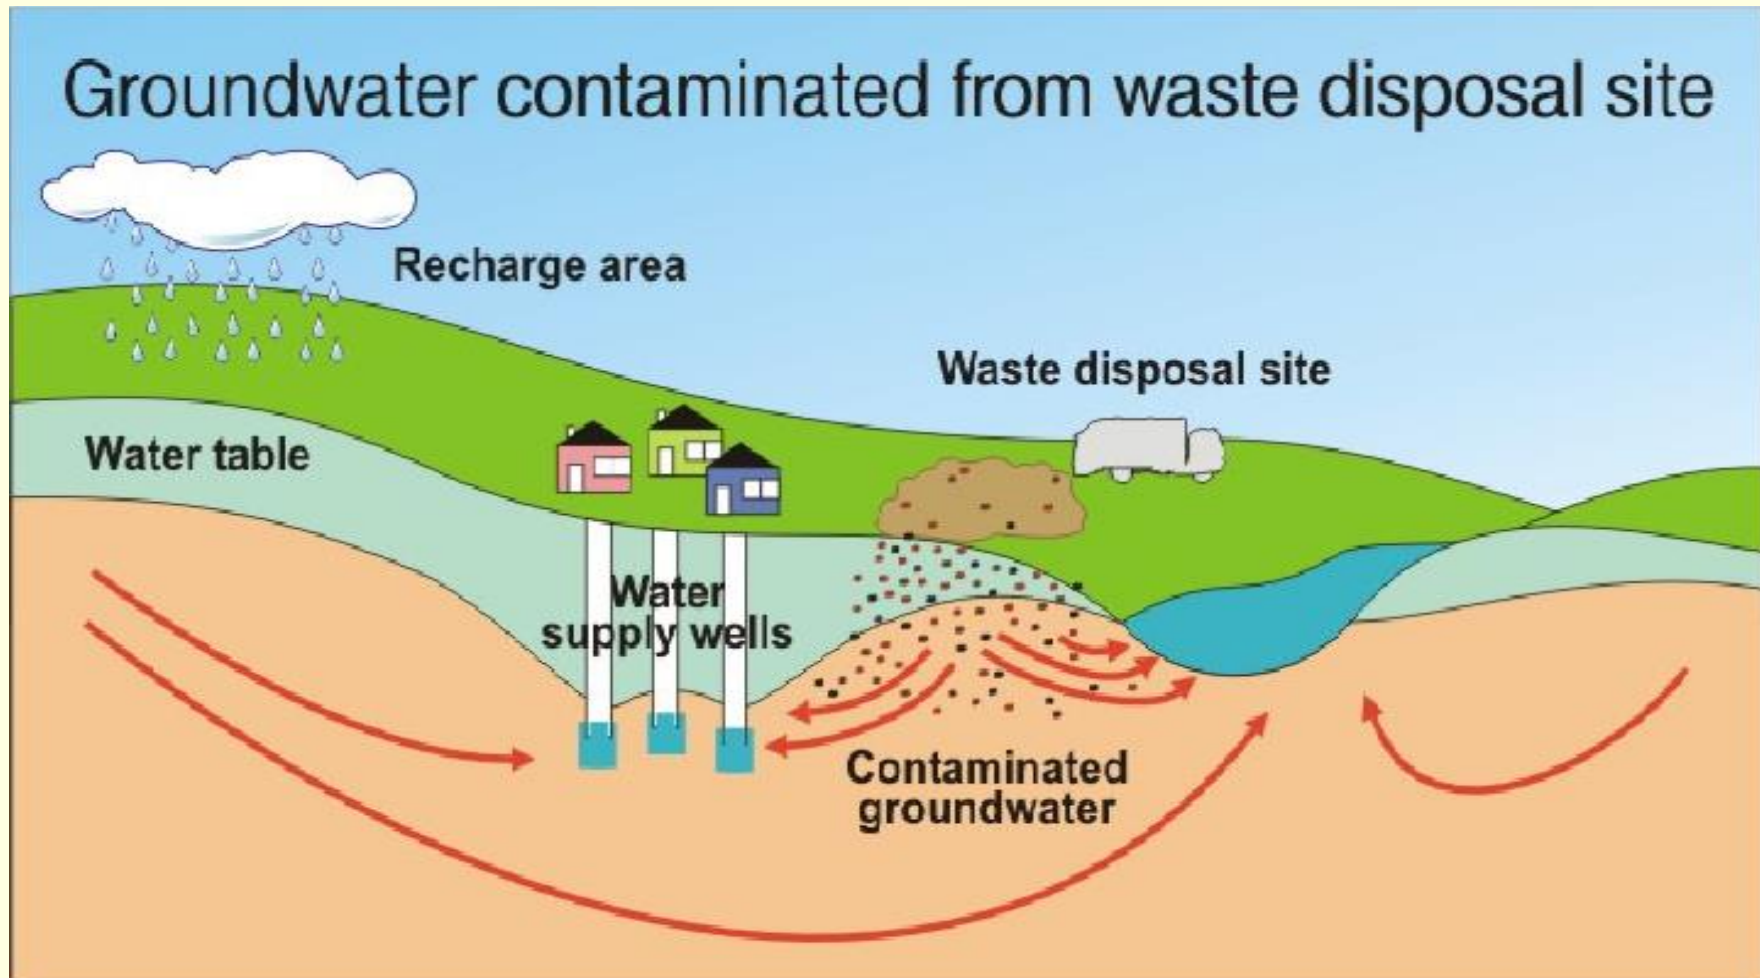 Groundwater contaminated from waste disposal site
Recharge area
Waste disposal site
Water table
Water
supply wells
Contaminated
groundwater